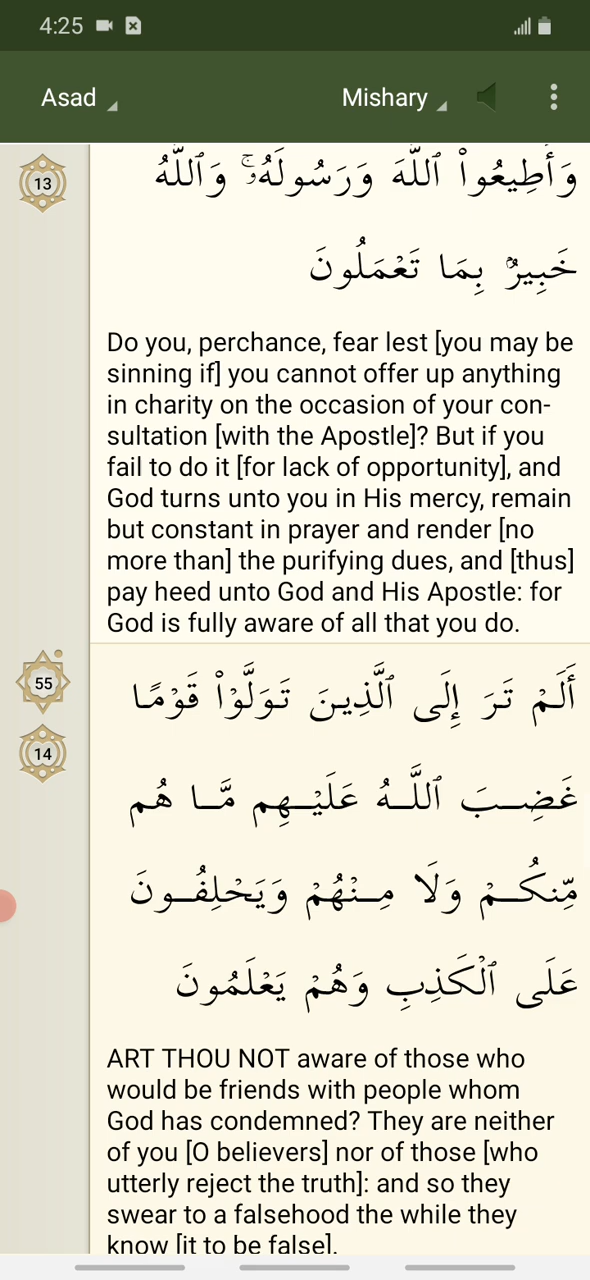 4:25
Asad
Mishary
13
وَأَطِيعُوا۟ ٱللَّهَ وَرَسُولَهُۥ ۚ وَٱللَّهُ
خَبِيرٌۢ بِمَا تَعْمَلُونَ
Do you, perchance, fear lest [you may be
sinning if] you cannot offer up anything
in charity on the occasion of your con-
sultation [with the Apostle]? But if you
fail to do it [for lack of opportunity], and
God turns unto you in His mercy, remain
but constant in prayer and render [no
more than] the purifying dues, and [thus]
pay heed unto God and His Apostle: for
God is fully aware of all that you do.
55
14
أَلَمْ تَرَ إِلَى ٱلَّذِينَ تَوَلَّوْا۟ قَوْمًا
غَضِبَ ٱللَّهُ عَلَيْهِم مَّا هُم
مِّنكُمْ وَلَا مِنْهُمْ وَيَحْلِفُونَ
عَلَى ٱلْكَذِبِ وَهُمْ يَعْلَمُونَ
ART THOU NOT aware of those who
would be friends with people whom
God has condemned? They are neither
of you [O believers] nor of those [who
utterly reject the truth]: and so they
swear to a falsehood the while they
know [it to be false].